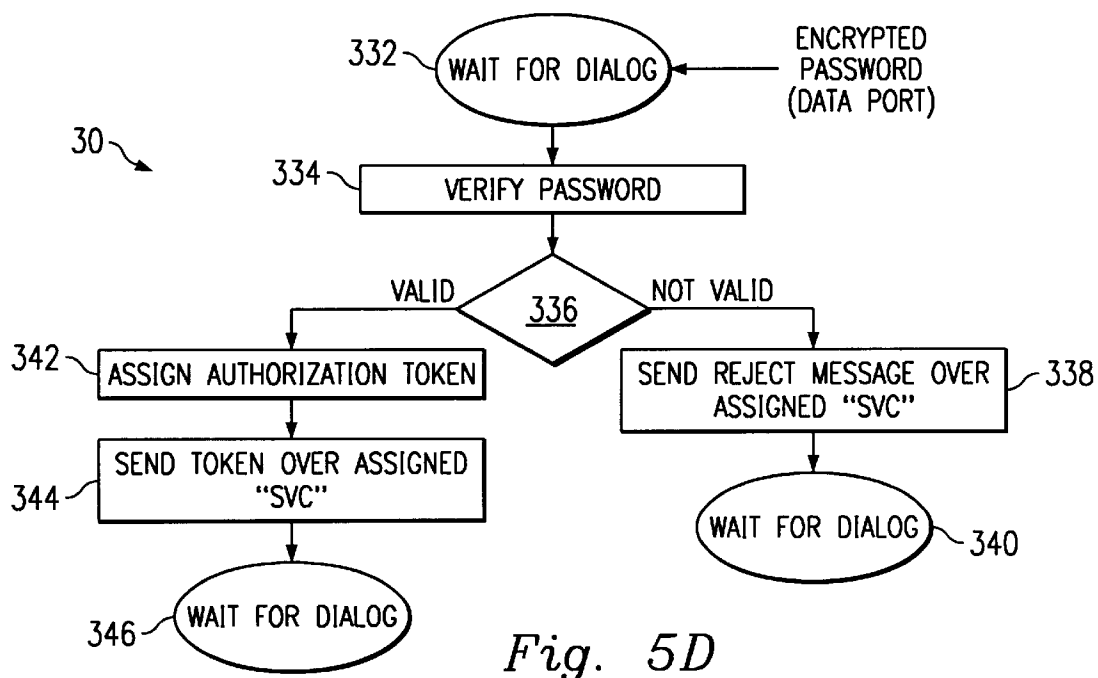 332
WAIT FOR DIALOG
ENCRYPTED
PASSWORD
(DATA PORT)
30
334
VERIFY PASSWORD
VALID
336
NOT VALID
342
ASSIGN AUTHORIZATION TOKEN
SEND REJECT MESSAGE OVER
ASSIGNED “SVC”
338
344
SEND TOKEN OVER ASSIGNED
“SVC”
WAIT FOR DIALOG
340
346
WAIT FOR DIALOG
Fig. 5D